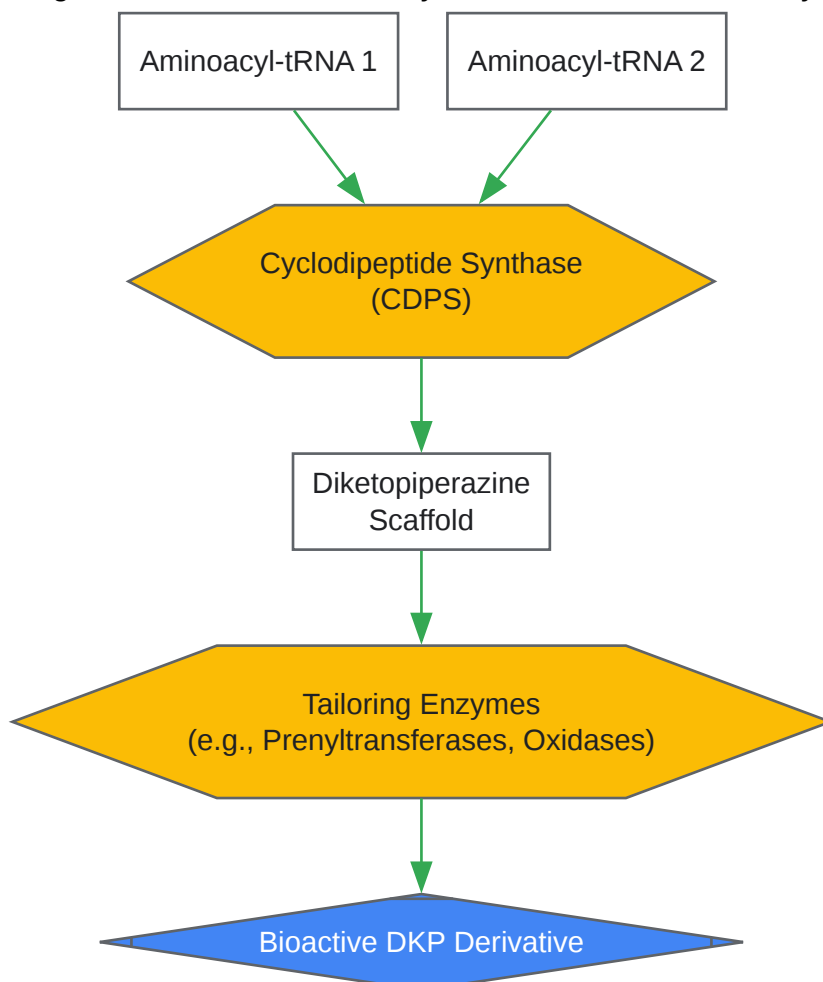 Aminoacyl-tRNA 1
Aminoacyl-tRNA 2
Cyclodipeptide Synthase
(CDPS)
Diketopiperazine
Scaffold
Tailoring Enzymes
(e.g., Prenyltransferases, Oxidases)
Bioactive DKP Derivative